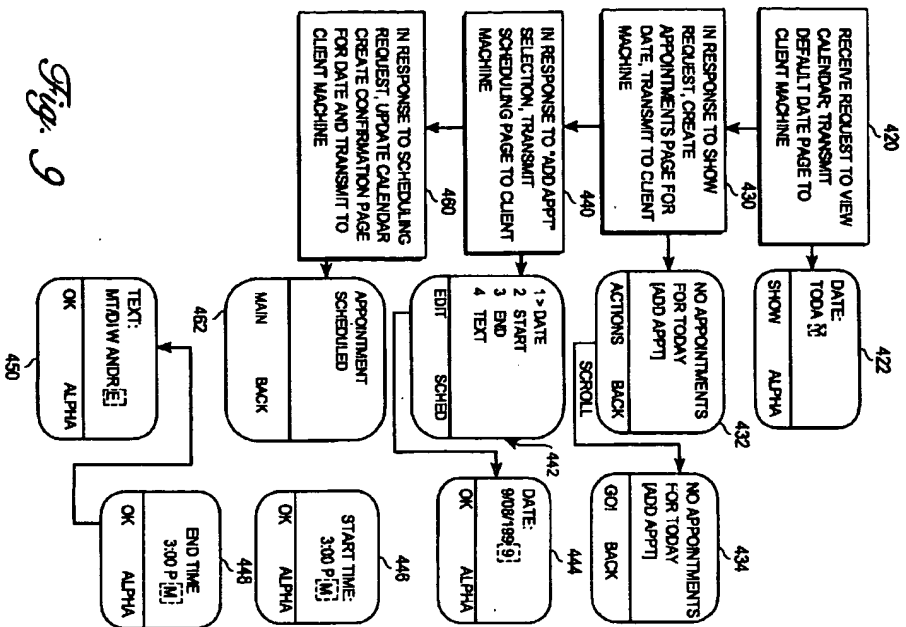 420
RECEIVE REQUEST TO VIEW
CALENDAR; TRANSMIT
DEFAULT DATE PAGE TO
CLIENT MACHINE
DATE:
TODA Y
SHOW ALPHA
422
430
IN RESPONSE TO SHOW
REQUEST, CREATE
APPOINTMENTS PAGE FOR
DATE, TRANSMIT TO CLIENT
MACHINE
NO APPOINTMENTS
FOR TODAY
[ADD APPT]
ACTIONS BACK
432
SCROLL
NO APPOINTMENTS
FOR TODAY
[ADD APPT]
GO! BACK
434
440
IN RESPONSE TO "ADD APPT"
SELECTION, TRANSMIT
SCHEDULING PAGE TO CLIENT
MACHINE
1 > DATE
2 START
3 END
4 TEXT
EDIT SCHED
442
DATE:
9/08/199[9]
OK ALPHA
444
START TIME:
3:00 P[M]
OK ALPHA
446
END TIME
3:00 P[M]
OK ALPHA
448
TEXT:
MT/DI W ANDR[E]
OK ALPHA
450
460
IN RESPONSE TO SCHEDULING
REQUEST, UPDATE CALENDAR
CREATE CONFIRMATION PAGE
FOR DATE AND TRANSMIT TO
CLIENT MACHINE
APPOINTMENT
SCHEDULED
MAIN BACK
462
Fig. 9